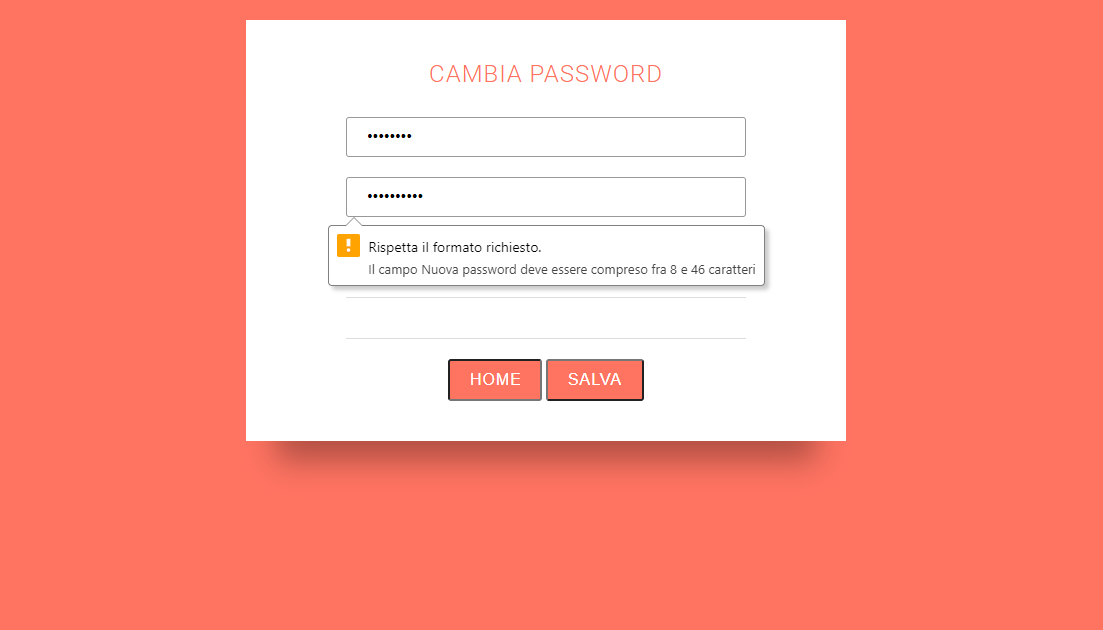 CAMBIA PASSWORD
••••••••
••••••••••
Rispetta il formato richiesto.
Il campo Nuova password deve essere compreso fra 8 e 46 caratteri
HOME SALVA